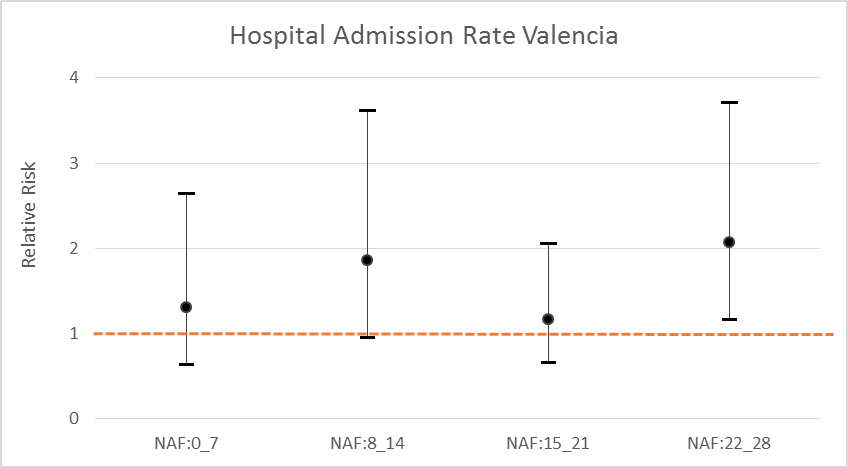 Hospital Admission Rate Valencia
4
3
2
1
0
Relative Risk
NAF:0_7
NAF:8_14
NAF:15_21
NAF:22_28